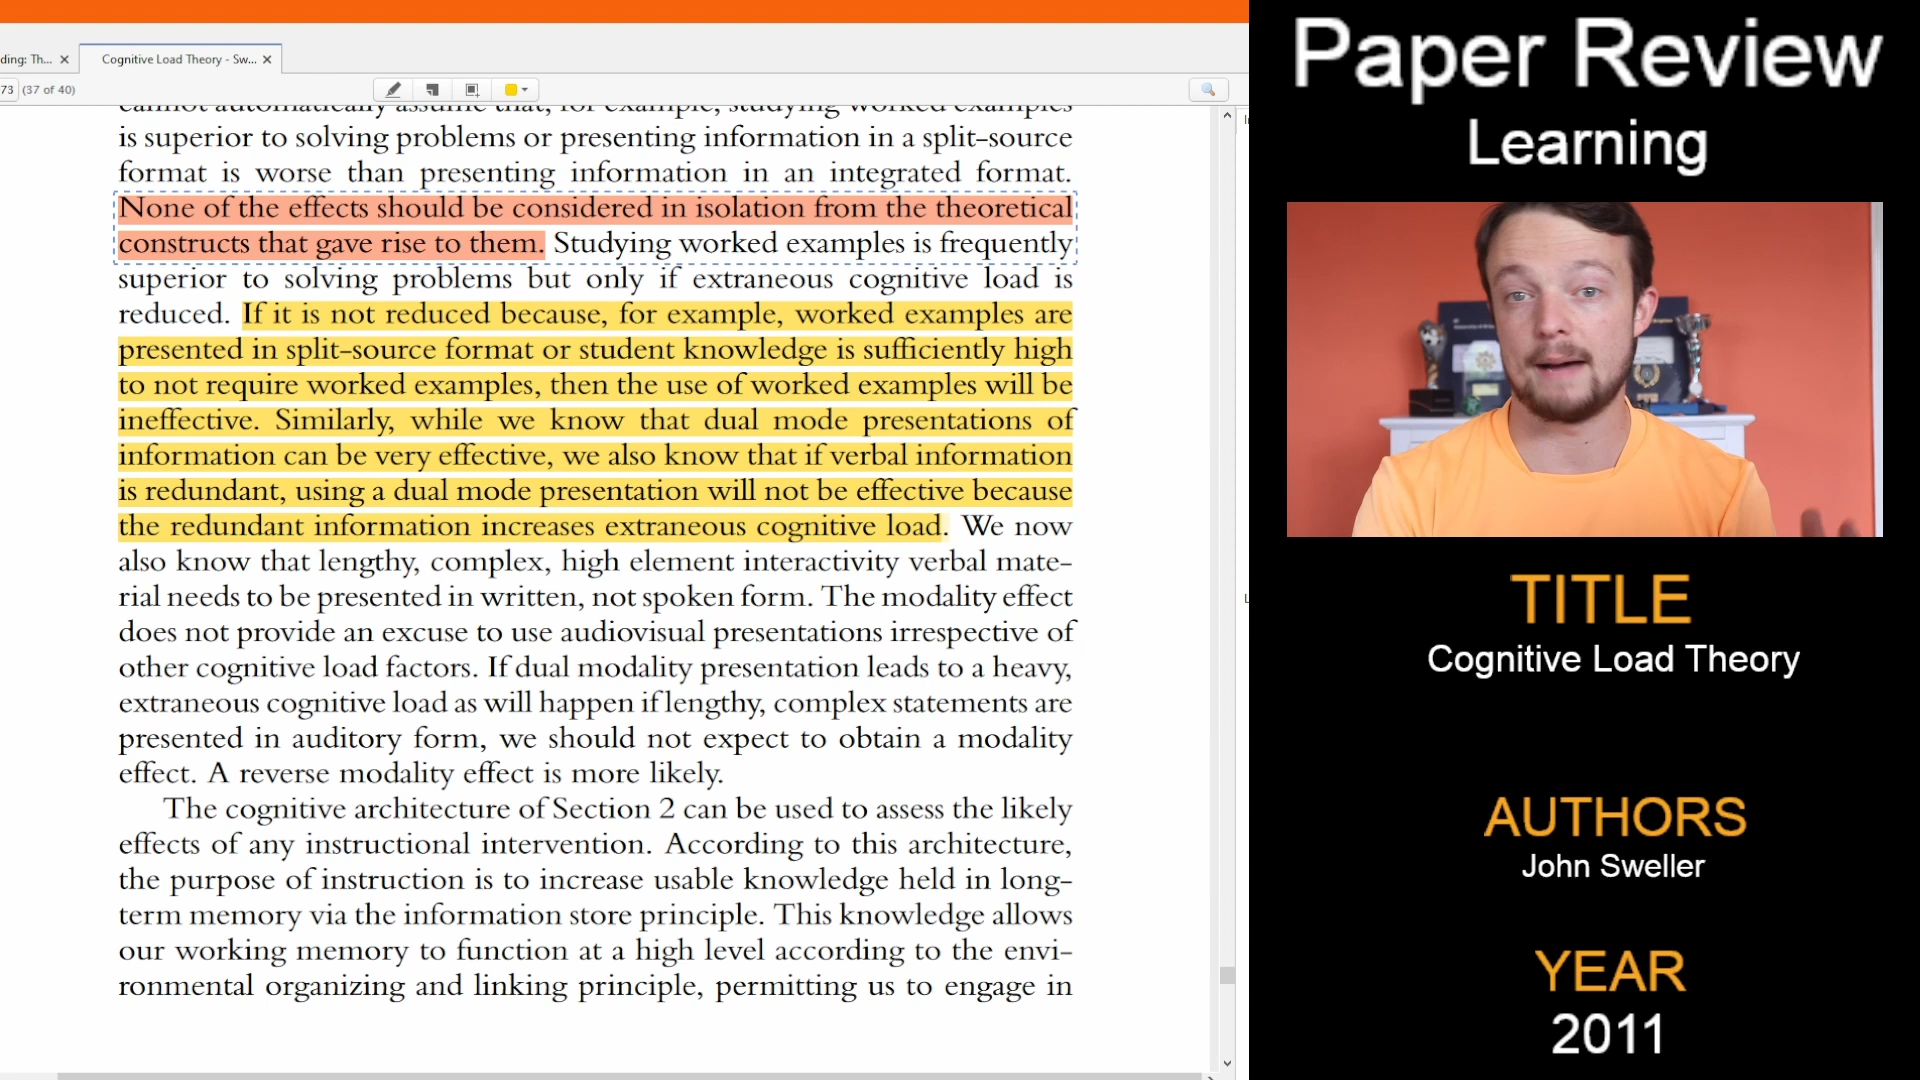 ding: Th...
Cognitive Load Theory - Sw...
73 (37 of 40)
cannot automatically assume that, for example, studying worked examples
is superior to solving problems or presenting information in a split-source
format is worse than presenting information in an integrated format.
None of the effects should be considered in isolation from the theoretical
constructs that gave rise to them. Studying worked examples is frequently
superior to solving problems but only if extraneous cognitive load is
reduced. If it is not reduced because, for example, worked examples are
presented in split-source format or student knowledge is sufficiently high
to not require worked examples, then the use of worked examples will be
ineffective. Similarly, while we know that dual mode presentations of
information can be very effective, we also know that if verbal information
is redundant, using a dual mode presentation will not be effective because
the redundant information increases extraneous cognitive load. We now
also know that lengthy, complex, high element interactivity verbal mate-
rial needs to be presented in written, not spoken form. The modality effect
does not provide an excuse to use audiovisual presentations irrespective of
other cognitive load factors. If dual modality presentation leads to a heavy,
extraneous cognitive load as will happen if lengthy, complex statements are
presented in auditory form, we should not expect to obtain a modality
effect. A reverse modality effect is more likely.
The cognitive architecture of Section 2 can be used to assess the likely
effects of any instructional intervention. According to this architecture,
the purpose of instruction is to increase usable knowledge held in long-
term memory via the information store principle. This knowledge allows
our working memory to function at a high level according to the envi-
ronmental organizing and linking principle, permitting us to engage in
Paper Review
Learning
TITLE
Cognitive Load Theory
AUTHORS
John Sweller
YEAR
2011